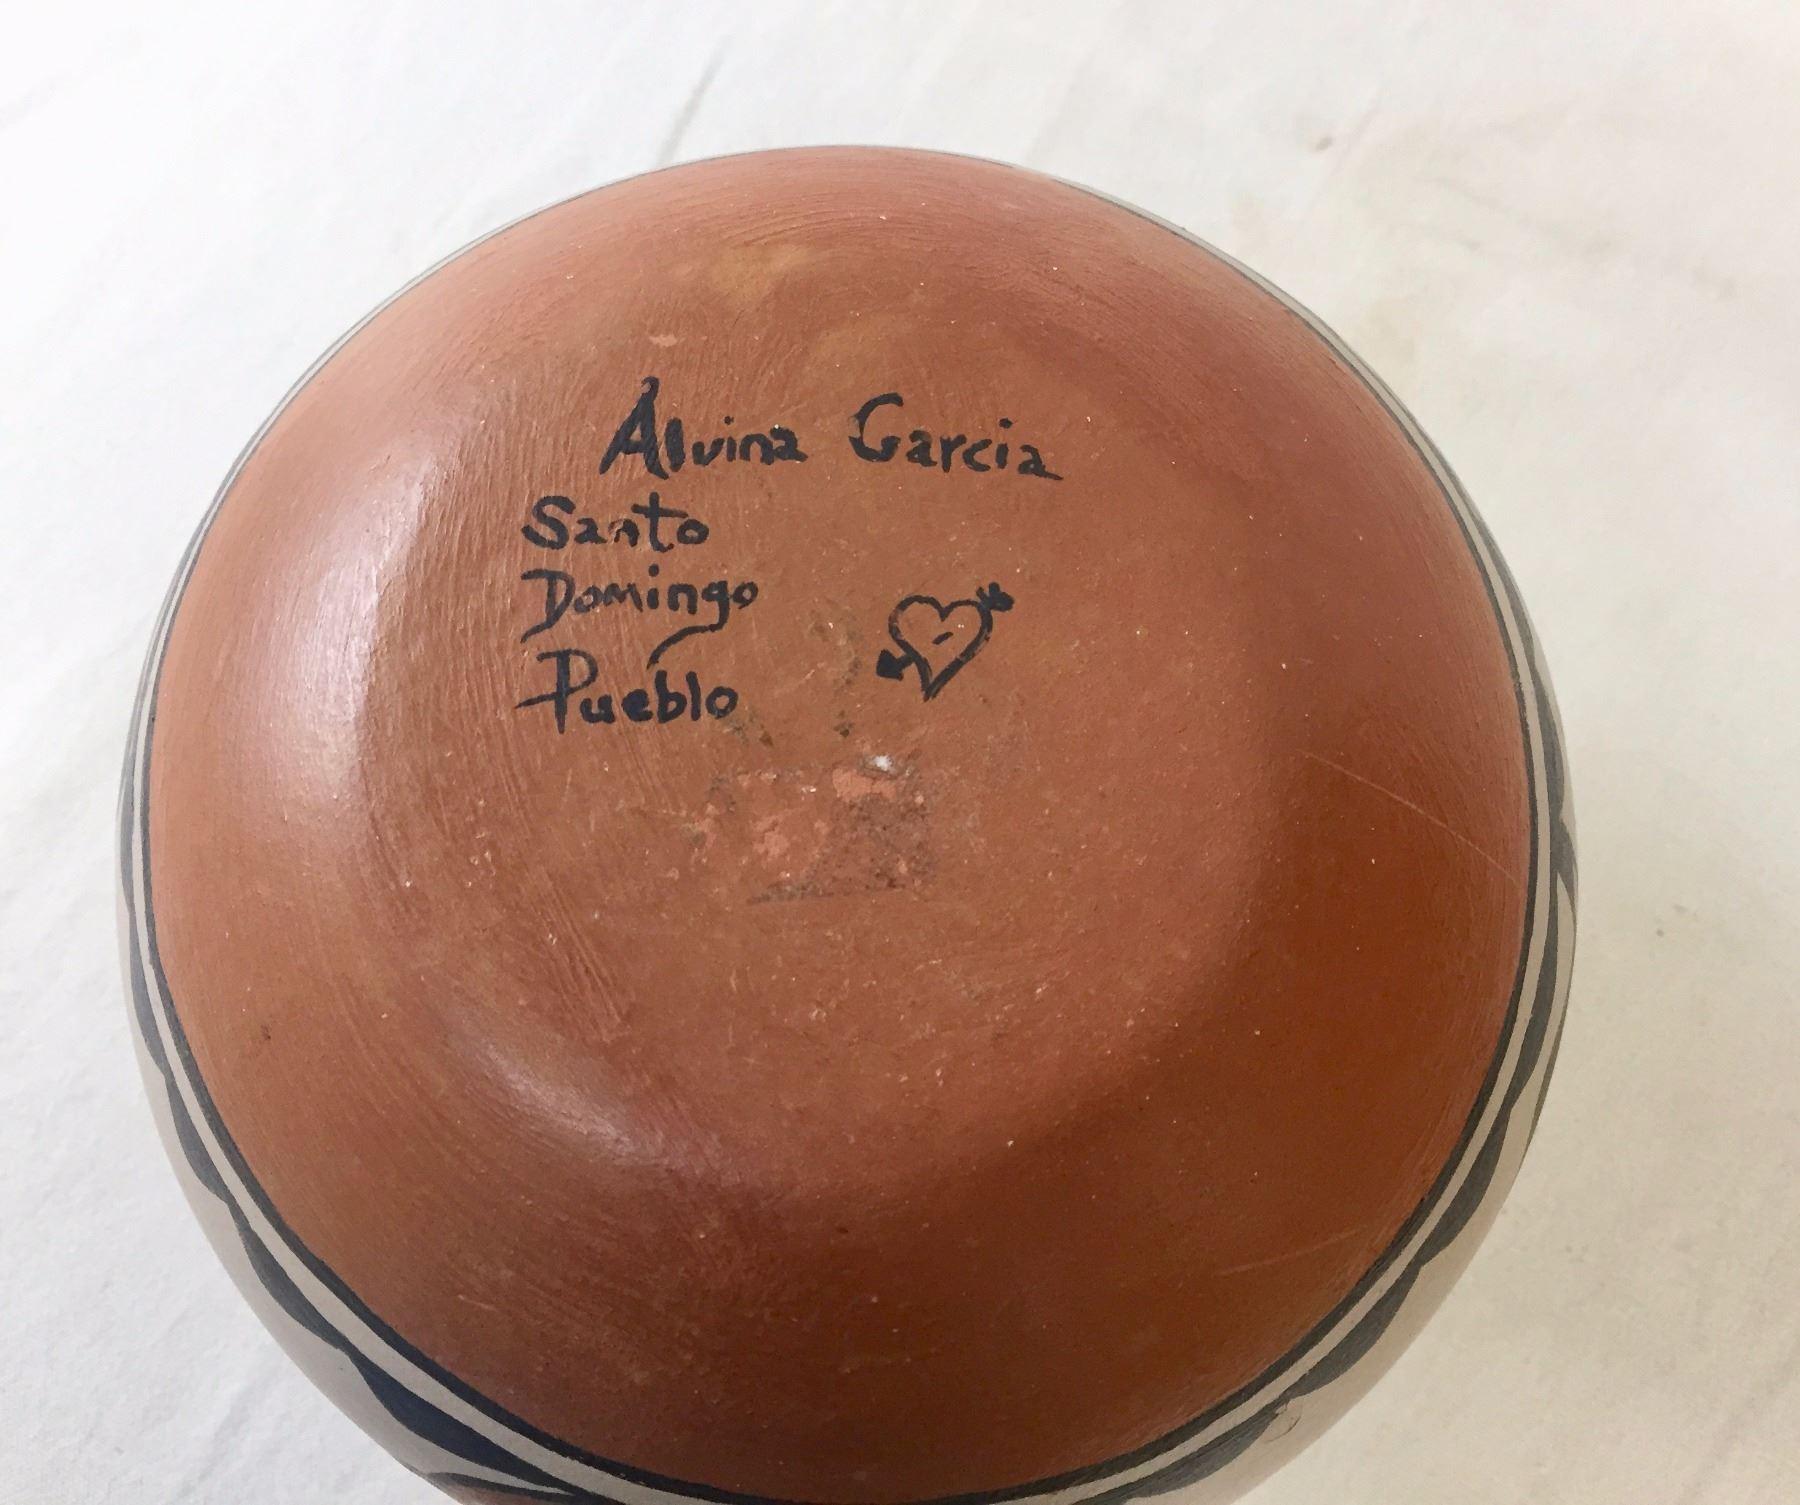 Alvina Garcia
Santo
Domingo
Pueblo